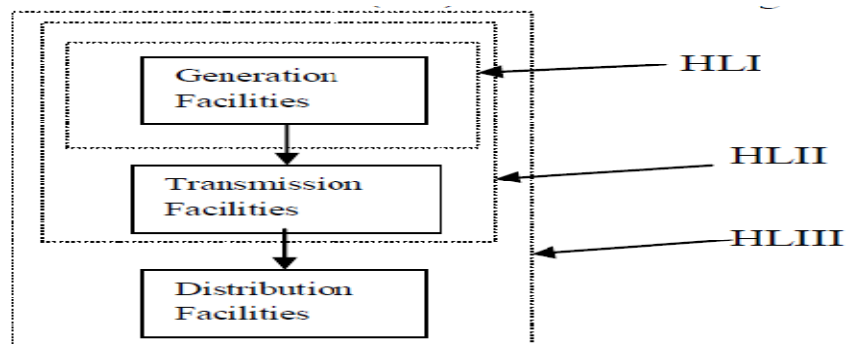 Generation
Facilities
HLI
Transmission
Facilities
HLII
Distribution
Facilities
HLIII